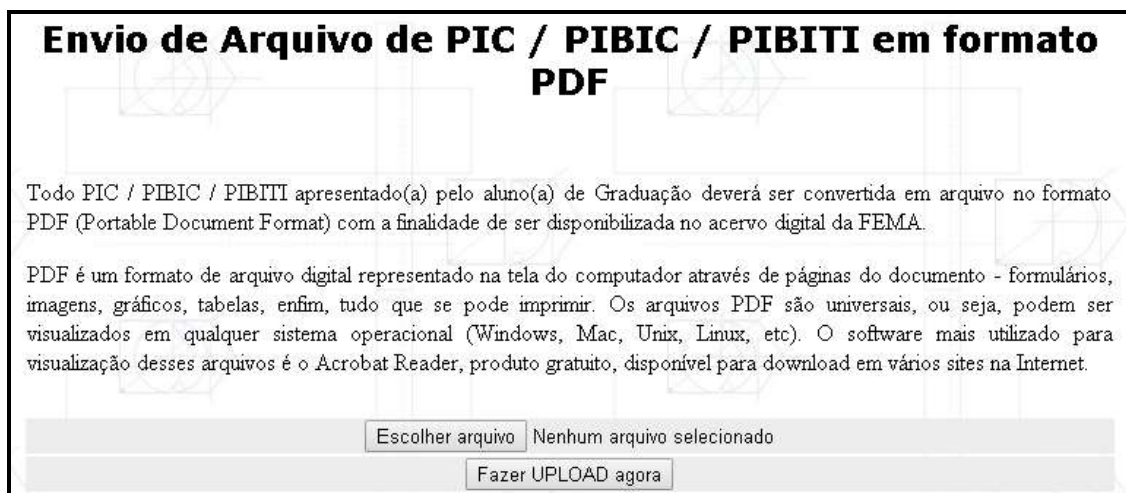 Envio de Arquivo de PIC / PIBIC / PIBITI em formato
PDF
Todo PIC / PIBIC / PIBITI apresentado(a) pelo aluno(a) de Graduação deverá ser convertida em arquivo no formato
PDF (Portable Document Format) com a finalidade de ser disponibilizada no acervo digital da FEMA.
PDF é um formato de arquivo digital representado na tela do computador através de páginas do documento - formulários,
imagens, gráficos, tabelas, enfim, tudo que se pode imprimir. Os arquivos PDF são universais, ou seja, podem ser
visualizados em qualquer sistema operacional (Windows, Mac, Unix, Linux, etc). O software mais utilizado para
visualização desses arquivos é o Acrobat Reader, produto gratuito, disponível para download em vários sites na Internet.
Escolher arquivo Nenhum arquivo selecionado
Fazer UPLOAD agora